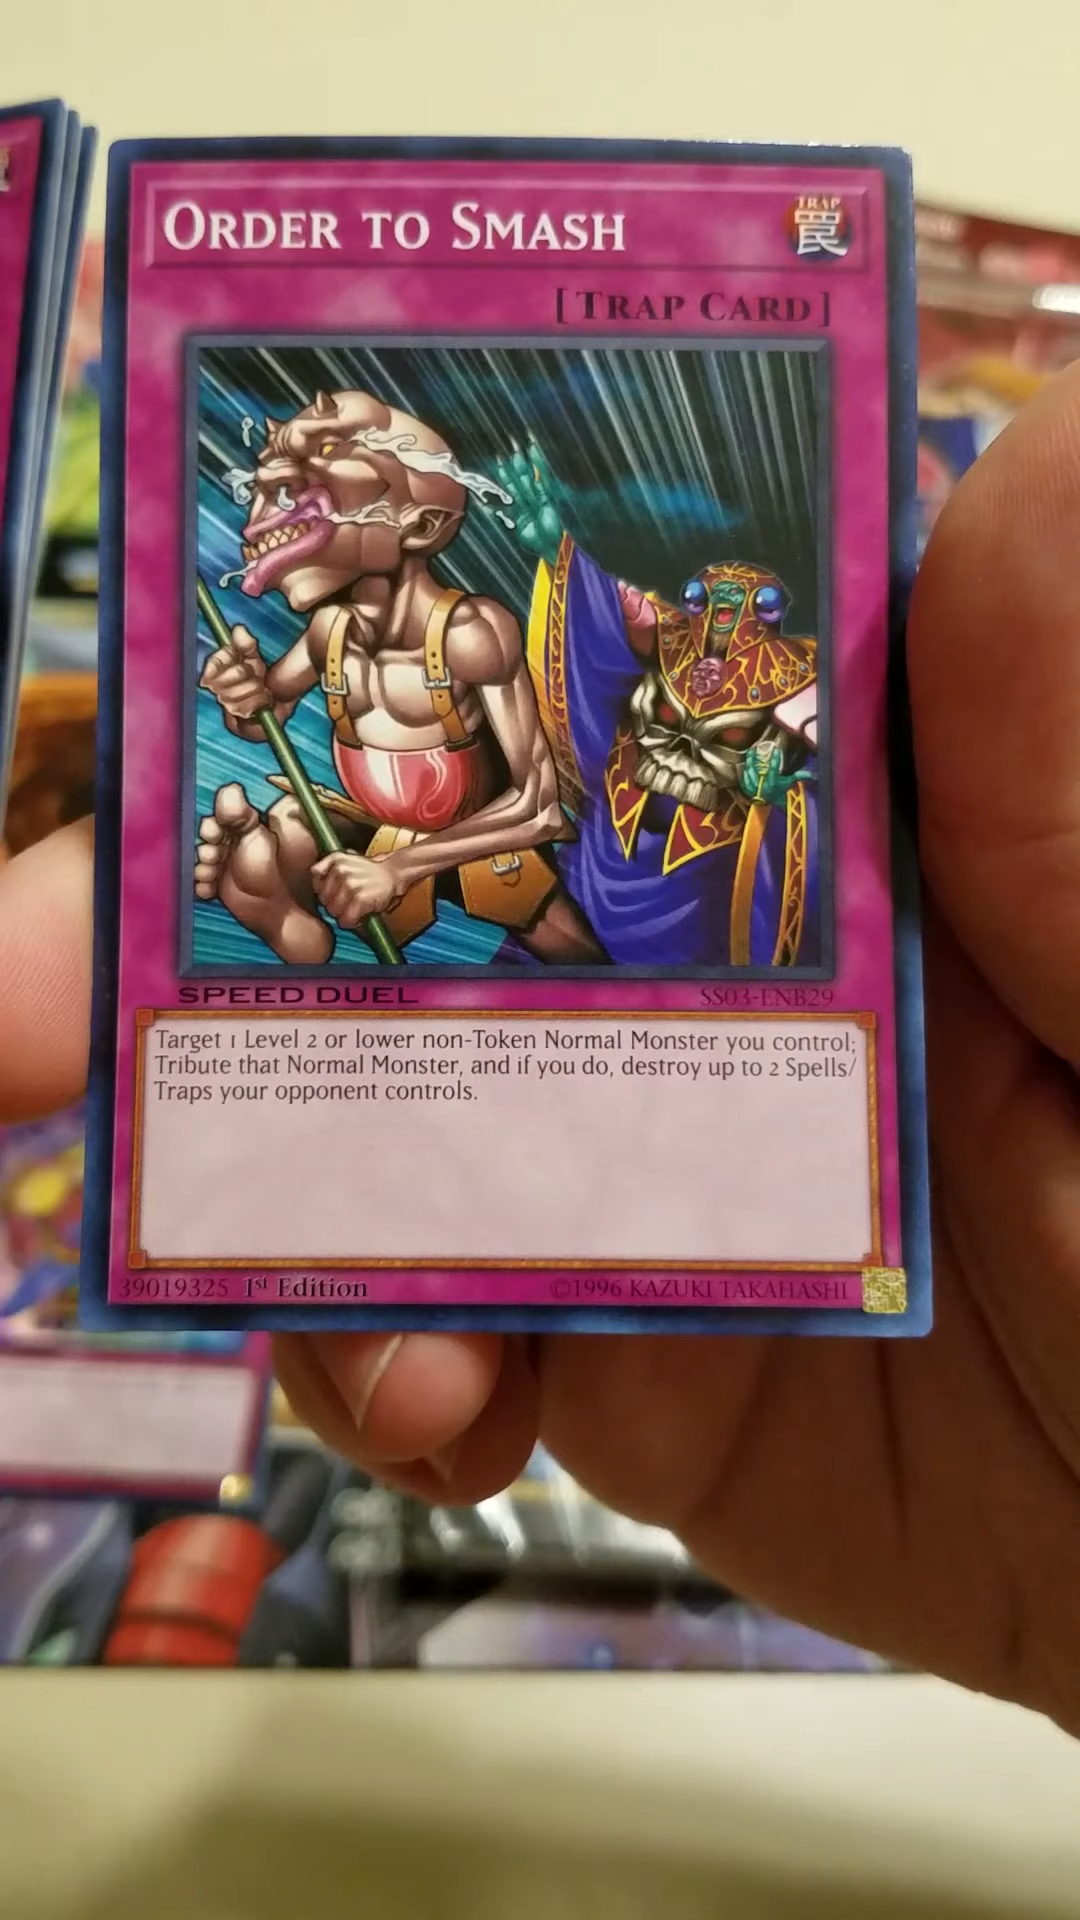 ORDER TO SMASH
TRAP
罠
[TRAP CARD]
SPEED DUEL
SS03-ENB29
Target 1 Level 2 or lower non-Token Normal Monster you control;
Tribute that Normal Monster, and if you do, destroy up to 2 Spells/
Traps your opponent controls.
39019325 1st Edition
©1996 KAZUKI TAKAHASHI